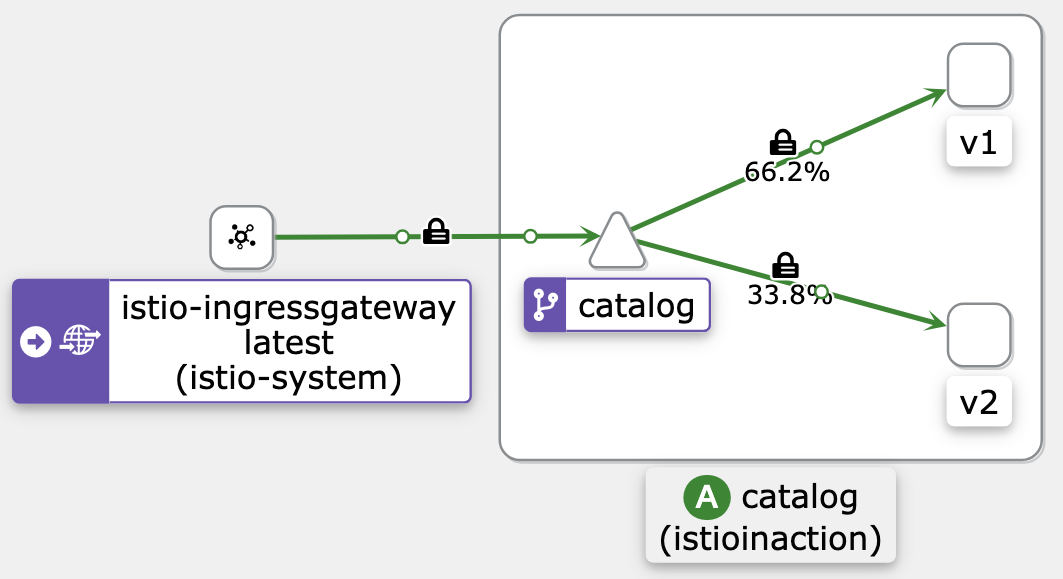 istio-ingressgateway
latest
(istio-system)
catalog
66.2%
33.8%
v1
v2
A catalog
(istioinaction)